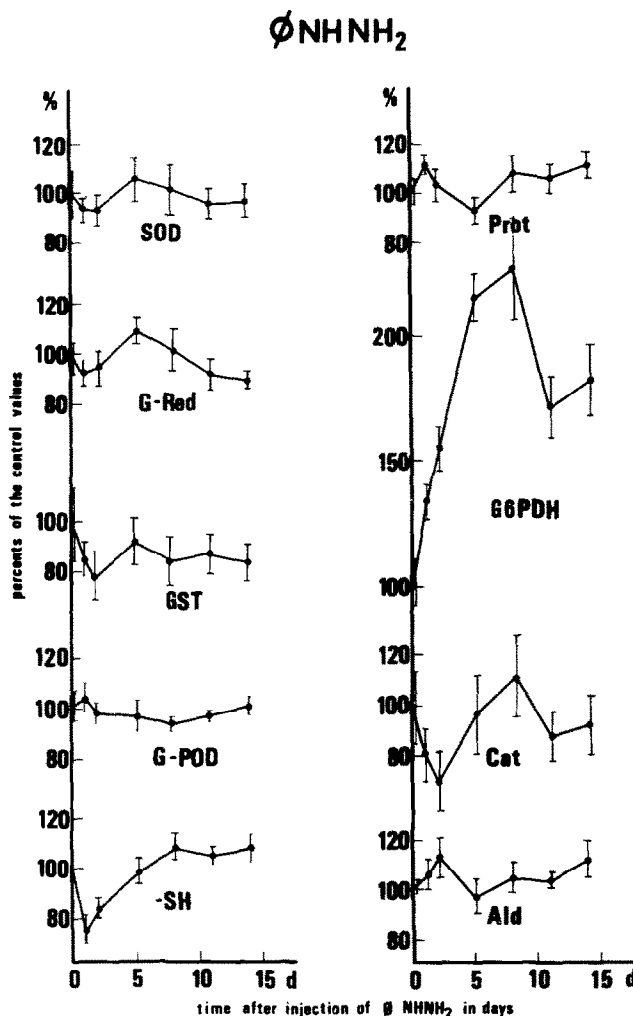 ØNHNH₂
%
120
100
80
SOD
120
100
80
G-Red
100
80
GST
120
100
80
G-POD
120
100
80
-SH
0 5 10 15 d
percents of the control values
%
120
100
80
Prot
200
150
100
G6PDH
120
100
80
Cat
120
100
80
Ald
0 5 10 15 d
time after injection of Ø NHNH₂ in days